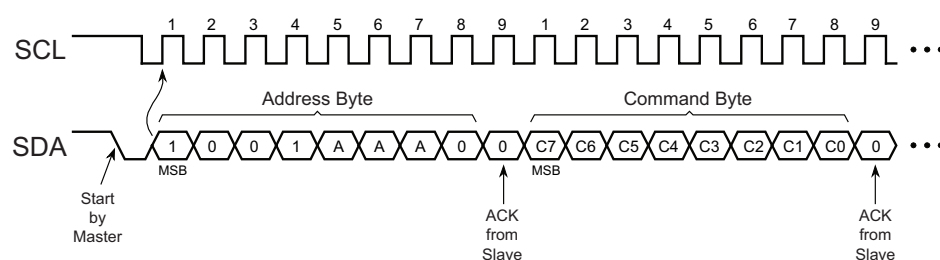 1 2 3 4 5 6 7 8 9 1 2 3 4 5 6 7 8 9
SCL
Address Byte
Command Byte
SDA
1 0 0 1 A A A 0 0 C7 C6 C5 C4 C3 C2 C1 C0 0
MSB
MSB
Start
by
Master
ACK
from
Slave
ACK
from
Slave